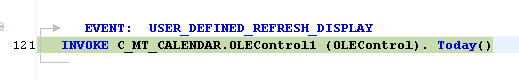 EVENT: USER_DEFINED_REFRESH_DISPLAY
121 INVOKE C_MT_CALENDAR.OLEControl1 (OLEControl). Today()